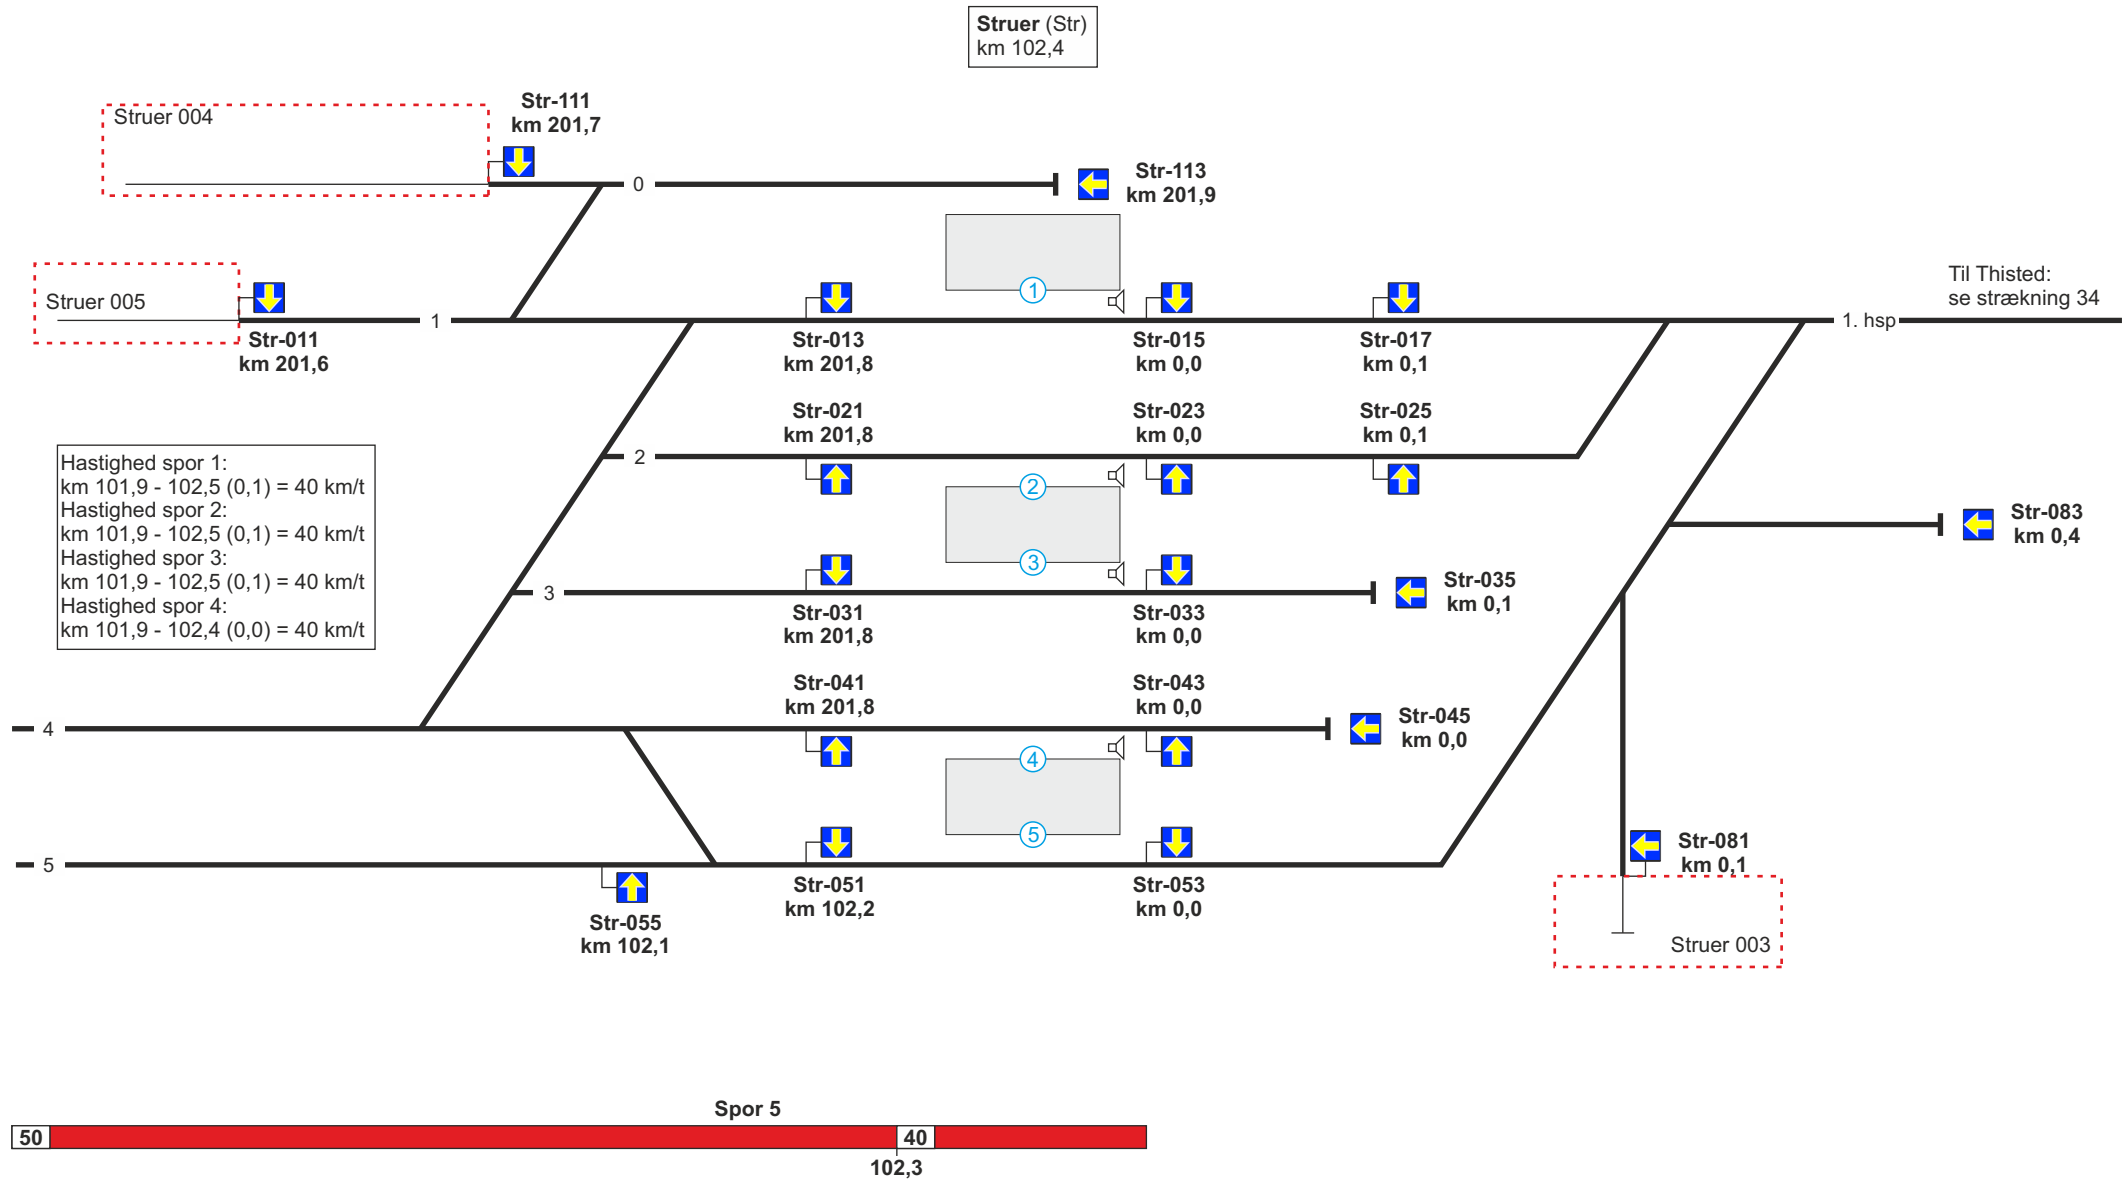 Struer (Str)
km 102,4
Struer 004
Str-111
km 201,7
0
Str-113
km 201,9
Struer 005
Str-011
km 201,6
1
1
Str-013
km 201,8
Str-015
km 0,0
Str-017
km 0,1
1. hsp
Til Thisted:
se strækning 34
Str-021
km 201,8
Str-023
km 0,0
Str-025
km 0,1
2
2
Hastighed spor 1:
km 101,9 - 102,5 (0,1) = 40 km/t
Hastighed spor 2:
km 101,9 - 102,5 (0,1) = 40 km/t
Hastighed spor 3:
km 101,9 - 102,5 (0,1) = 40 km/t
Hastighed spor 4:
km 101,9 - 102,4 (0,0) = 40 km/t
Str-083
km 0,4
3
3
Str-031
km 201,8
Str-033
km 0,0
Str-035
km 0,1
Str-041
km 201,8
Str-043
km 0,0
4
4
Str-045
km 0,0
5
5
Str-055
km 102,1
Str-051
km 102,2
Str-053
km 0,0
Str-081
km 0,1
Struer 003
Spor 5
50
40
102,3